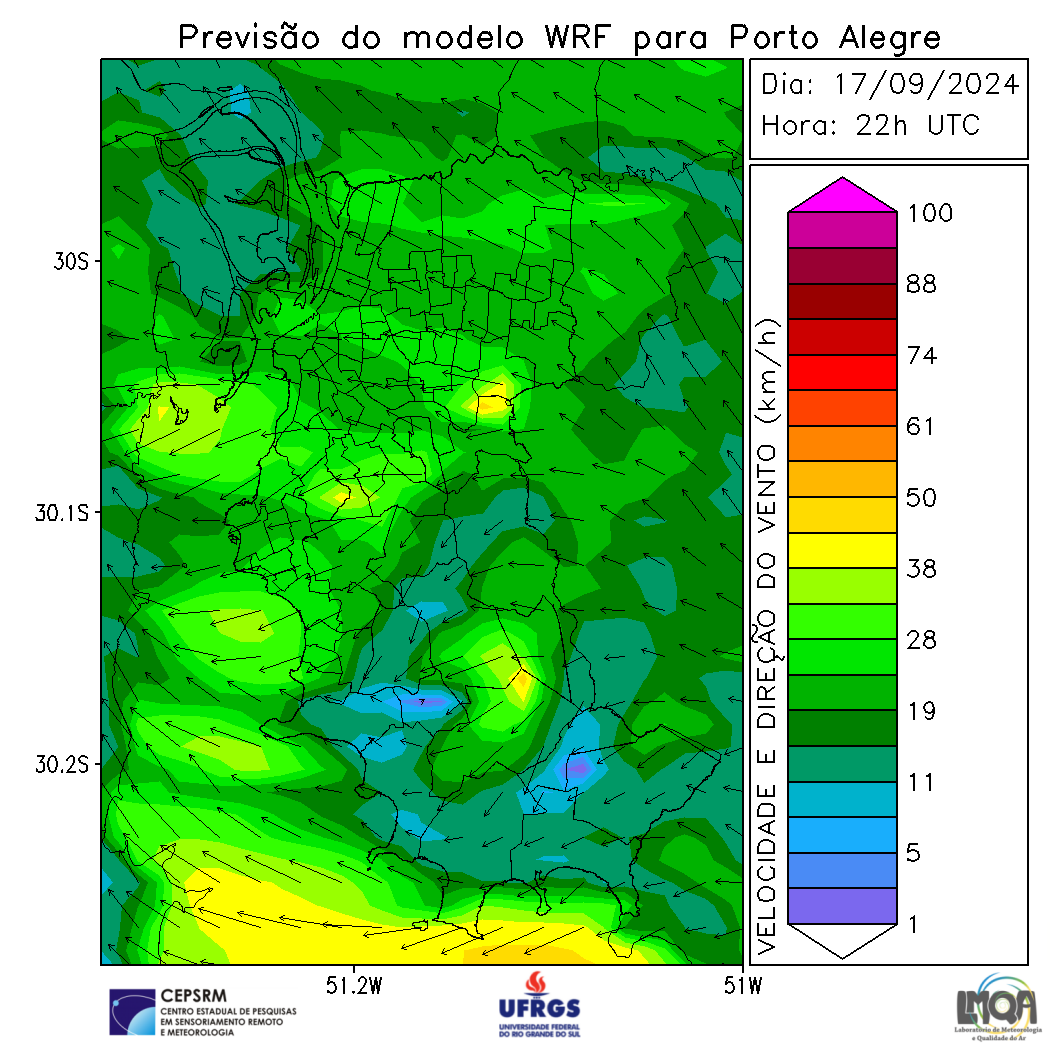 Previsão do modelo WRF para Porto Alegre
Dia: 17/09/2024
Hora: 22h UTC
30S
30.1S
30.2S
51.2W
51W
VELOCIDADE E DIREÇÃO DO VENTO (km/h)
100
88
74
61
50
38
28
19
11
5
1
CEPSRM
CENTRO ESTADUAL DE PESQUISAS
EM SENSORIAMENTO REMOTO
E METEOROLOGIA
UFRGS
UNIVERSIDADE FEDERAL
DO RIO GRANDE DO SUL
LMQA
Laboratório de Meteorologia
e Qualidade do Ar